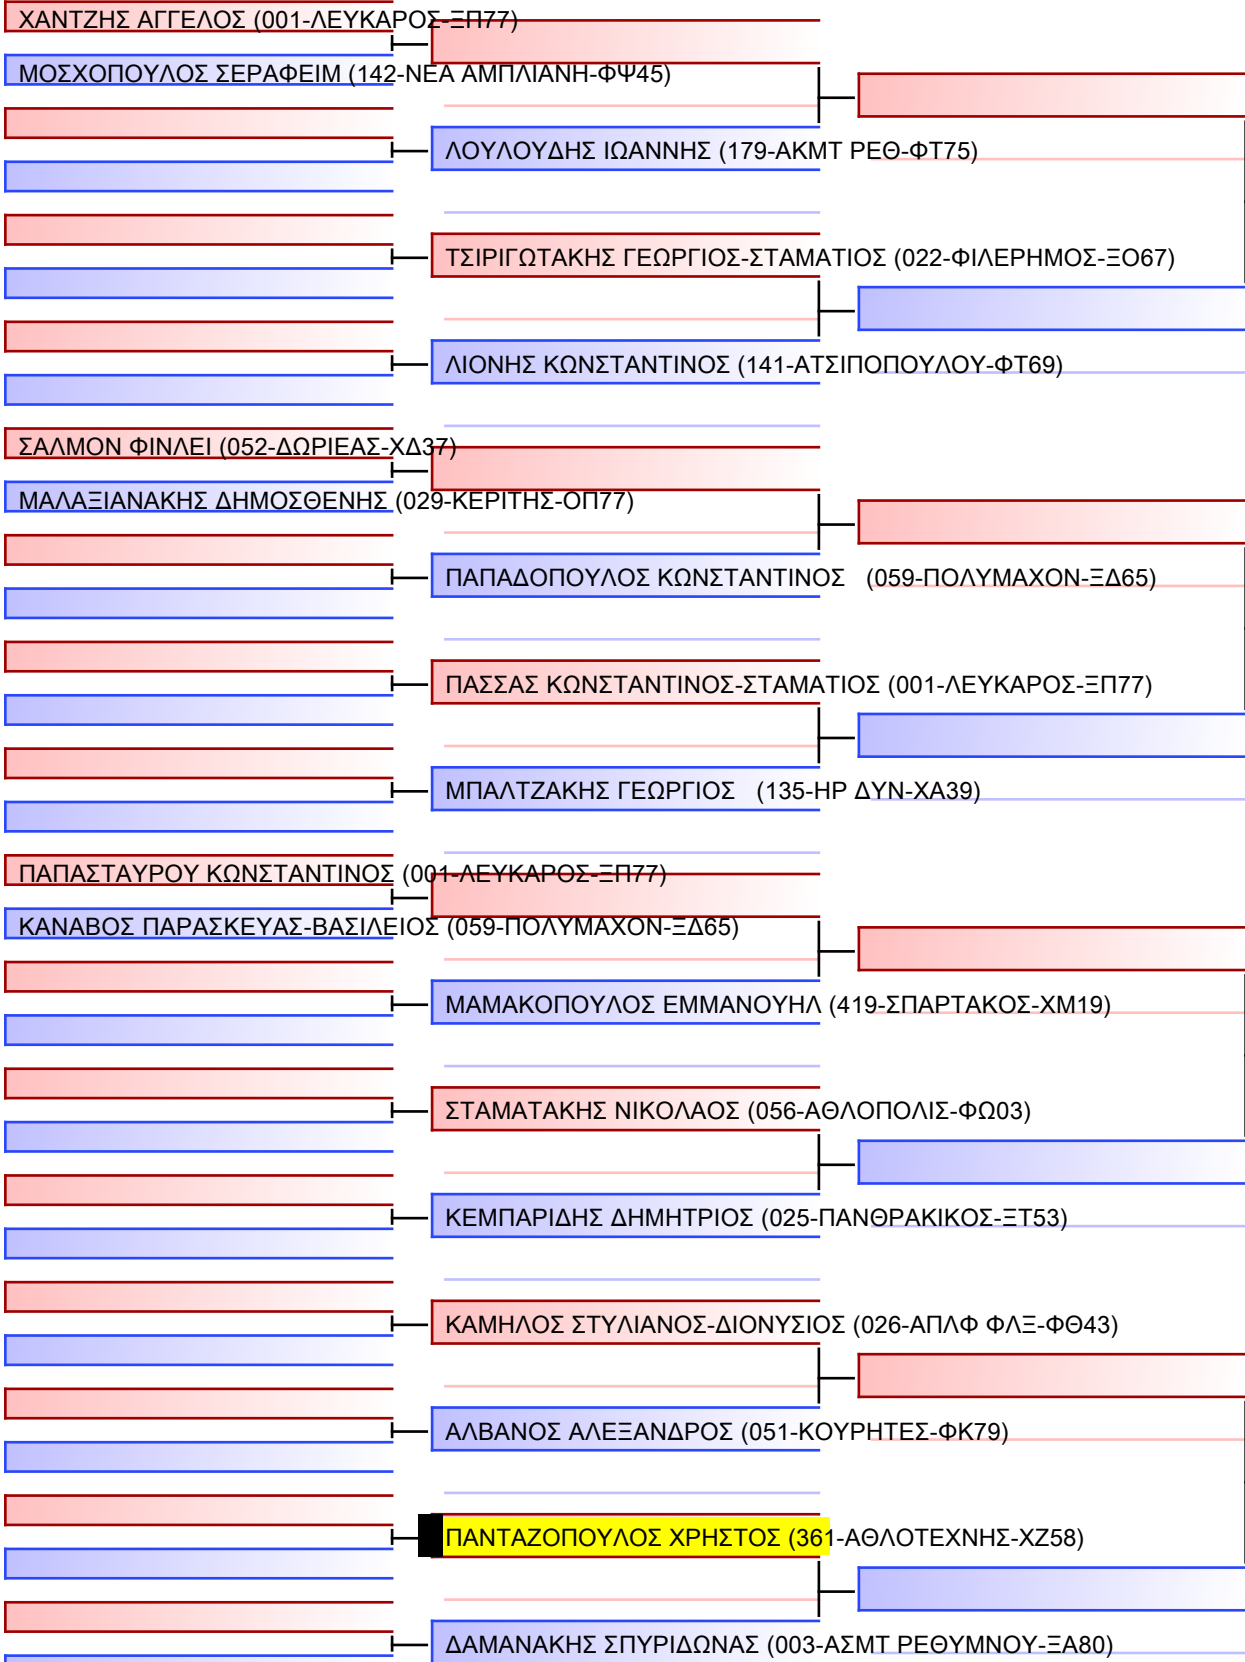 ΧΑΝΤΖΗΣ ΑΓΓΕΛΟΣ (001-ΛΕΥΚΑΡΟΣ-ΞΠ77)
ΜΟΣΧΟΠΟΥΛΟΣ ΣΕΡΑΦΕΙΜ (142-ΝΕΑ ΑΜΠΛΙΑΝΗ-ΦΨ45)
ΛΟΥΛΟΥΔΗΣ ΙΩΑΝΝΗΣ (179-ΑΚΜΤ ΡΕΘ-ΦΤ75)
ΤΣΙΡΙΓΩΤΑΚΗΣ ΓΕΩΡΓΙΟΣ-ΣΤΑΜΑΤΙΟΣ (022-ΦΙΛΕΡΗΜΟΣ-ΞΟ67)
ΛΙΟΝΗΣ ΚΩΝΣΤΑΝΤΙΝΟΣ (141-ΑΤΣΙΠΟΠΟΥΛΟΥ-ΦΤ69)
ΣΑΛΜΟΝ ΦΙΝΛΕΙ (052-ΔΩΡΙΕΑΣ-ΧΔ37)
ΜΑΛΑΞΙΑΝΑΚΗΣ ΔΗΜΟΣΘΕΝΗΣ (029-ΚΕΡΙΤΗΣ-ΟΠ77)
ΠΑΠΑΔΟΠΟΥΛΟΣ ΚΩΝΣΤΑΝΤΙΝΟΣ (059-ΠΟΛΥΜΑΧΟΝ-ΞΔ65)
ΠΑΣΣΑΣ ΚΩΝΣΤΑΝΤΙΝΟΣ-ΣΤΑΜΑΤΙΟΣ (001-ΛΕΥΚΑΡΟΣ-ΞΠ77)
ΜΠΑΛΤΖΑΚΗΣ ΓΕΩΡΓΙΟΣ (135-ΗΡ ΔΥΝ-ΧΑ39)
ΠΑΠΑΣΤΑΥΡΟΥ ΚΩΝΣΤΑΝΤΙΝΟΣ (001-ΛΕΥΚΑΡΟΣ-ΞΠ77)
ΚΑΝΑΒΟΣ ΠΑΡΑΣΚΕΥΑΣ-ΒΑΣΙΛΕΙΟΣ (059-ΠΟΛΥΜΑΧΟΝ-ΞΔ65)
ΜΑΜΑΚΟΠΟΥΛΟΣ ΕΜΜΑΝΟΥΗΛ (419-ΣΠΑΡΤΑΚΟΣ-ΧΜ19)
ΣΤΑΜΑΤΑΚΗΣ ΝΙΚΟΛΑΟΣ (056-ΑΘΛΟΠΟΛΙΣ-ΦΩ03)
ΚΕΜΠΑΡΙΔΗΣ ΔΗΜΗΤΡΙΟΣ (025-ΠΑΝΘΡΑΚΙΚΟΣ-ΞΤ53)
ΚΑΜΗΛΟΣ ΣΤΥΛΙΑΝΟΣ-ΔΙΟΝΥΣΙΟΣ (026-ΑΠΛΦ ΦΛΞ-ΦΘ43)
ΑΛΒΑΝΟΣ ΑΛΕΞΑΝΔΡΟΣ (051-ΚΟΥΡΗΤΕΣ-ΦΚ79)
ΠΑΝΤΑΖΟΠΟΥΛΟΣ ΧΡΗΣΤΟΣ (361-ΑΘΛΟΤΕΧΝΗΣ-ΧΖ58)
ΔΑΜΑΝΑΚΗΣ ΣΠΥΡΙΔΩΝΑΣ (003-ΑΣΜΤ ΡΕΘΥΜΝΟΥ-ΞΑ80)